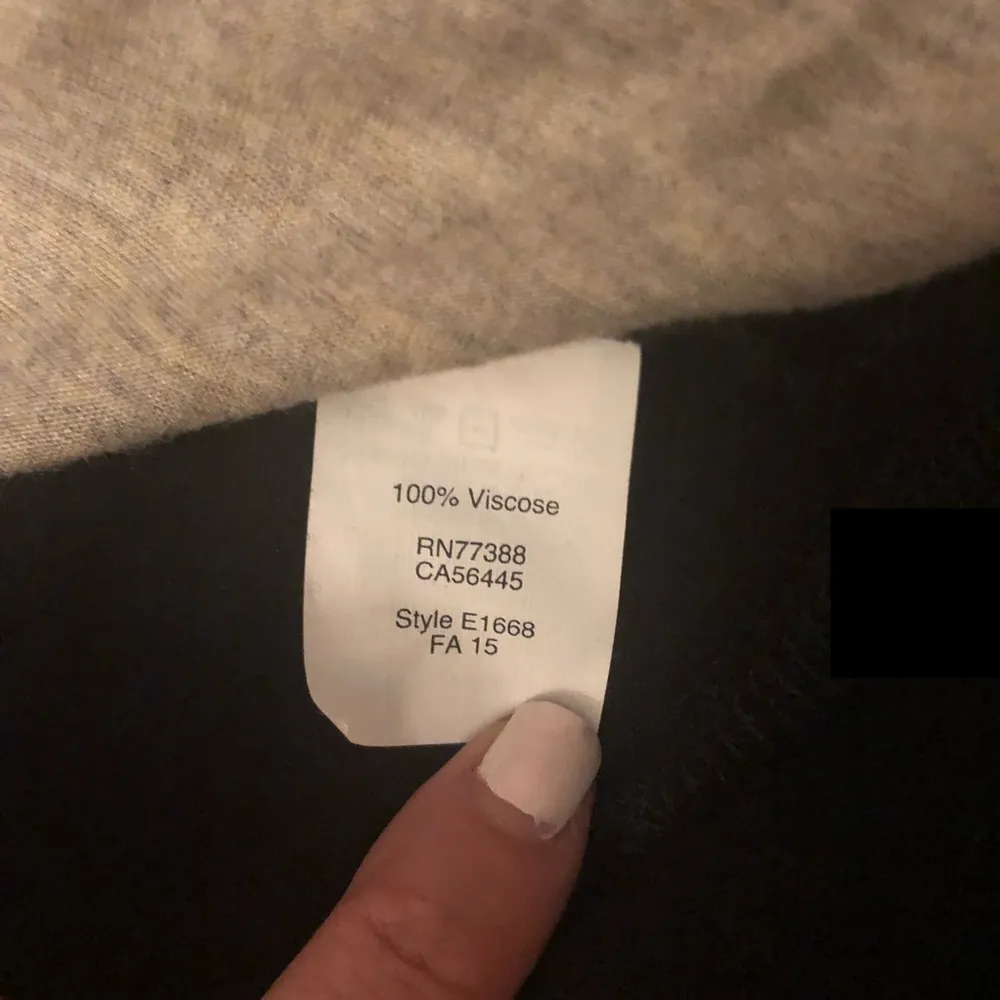 100% Viscose
RN77388
CA56445
Style E1668
FA 15